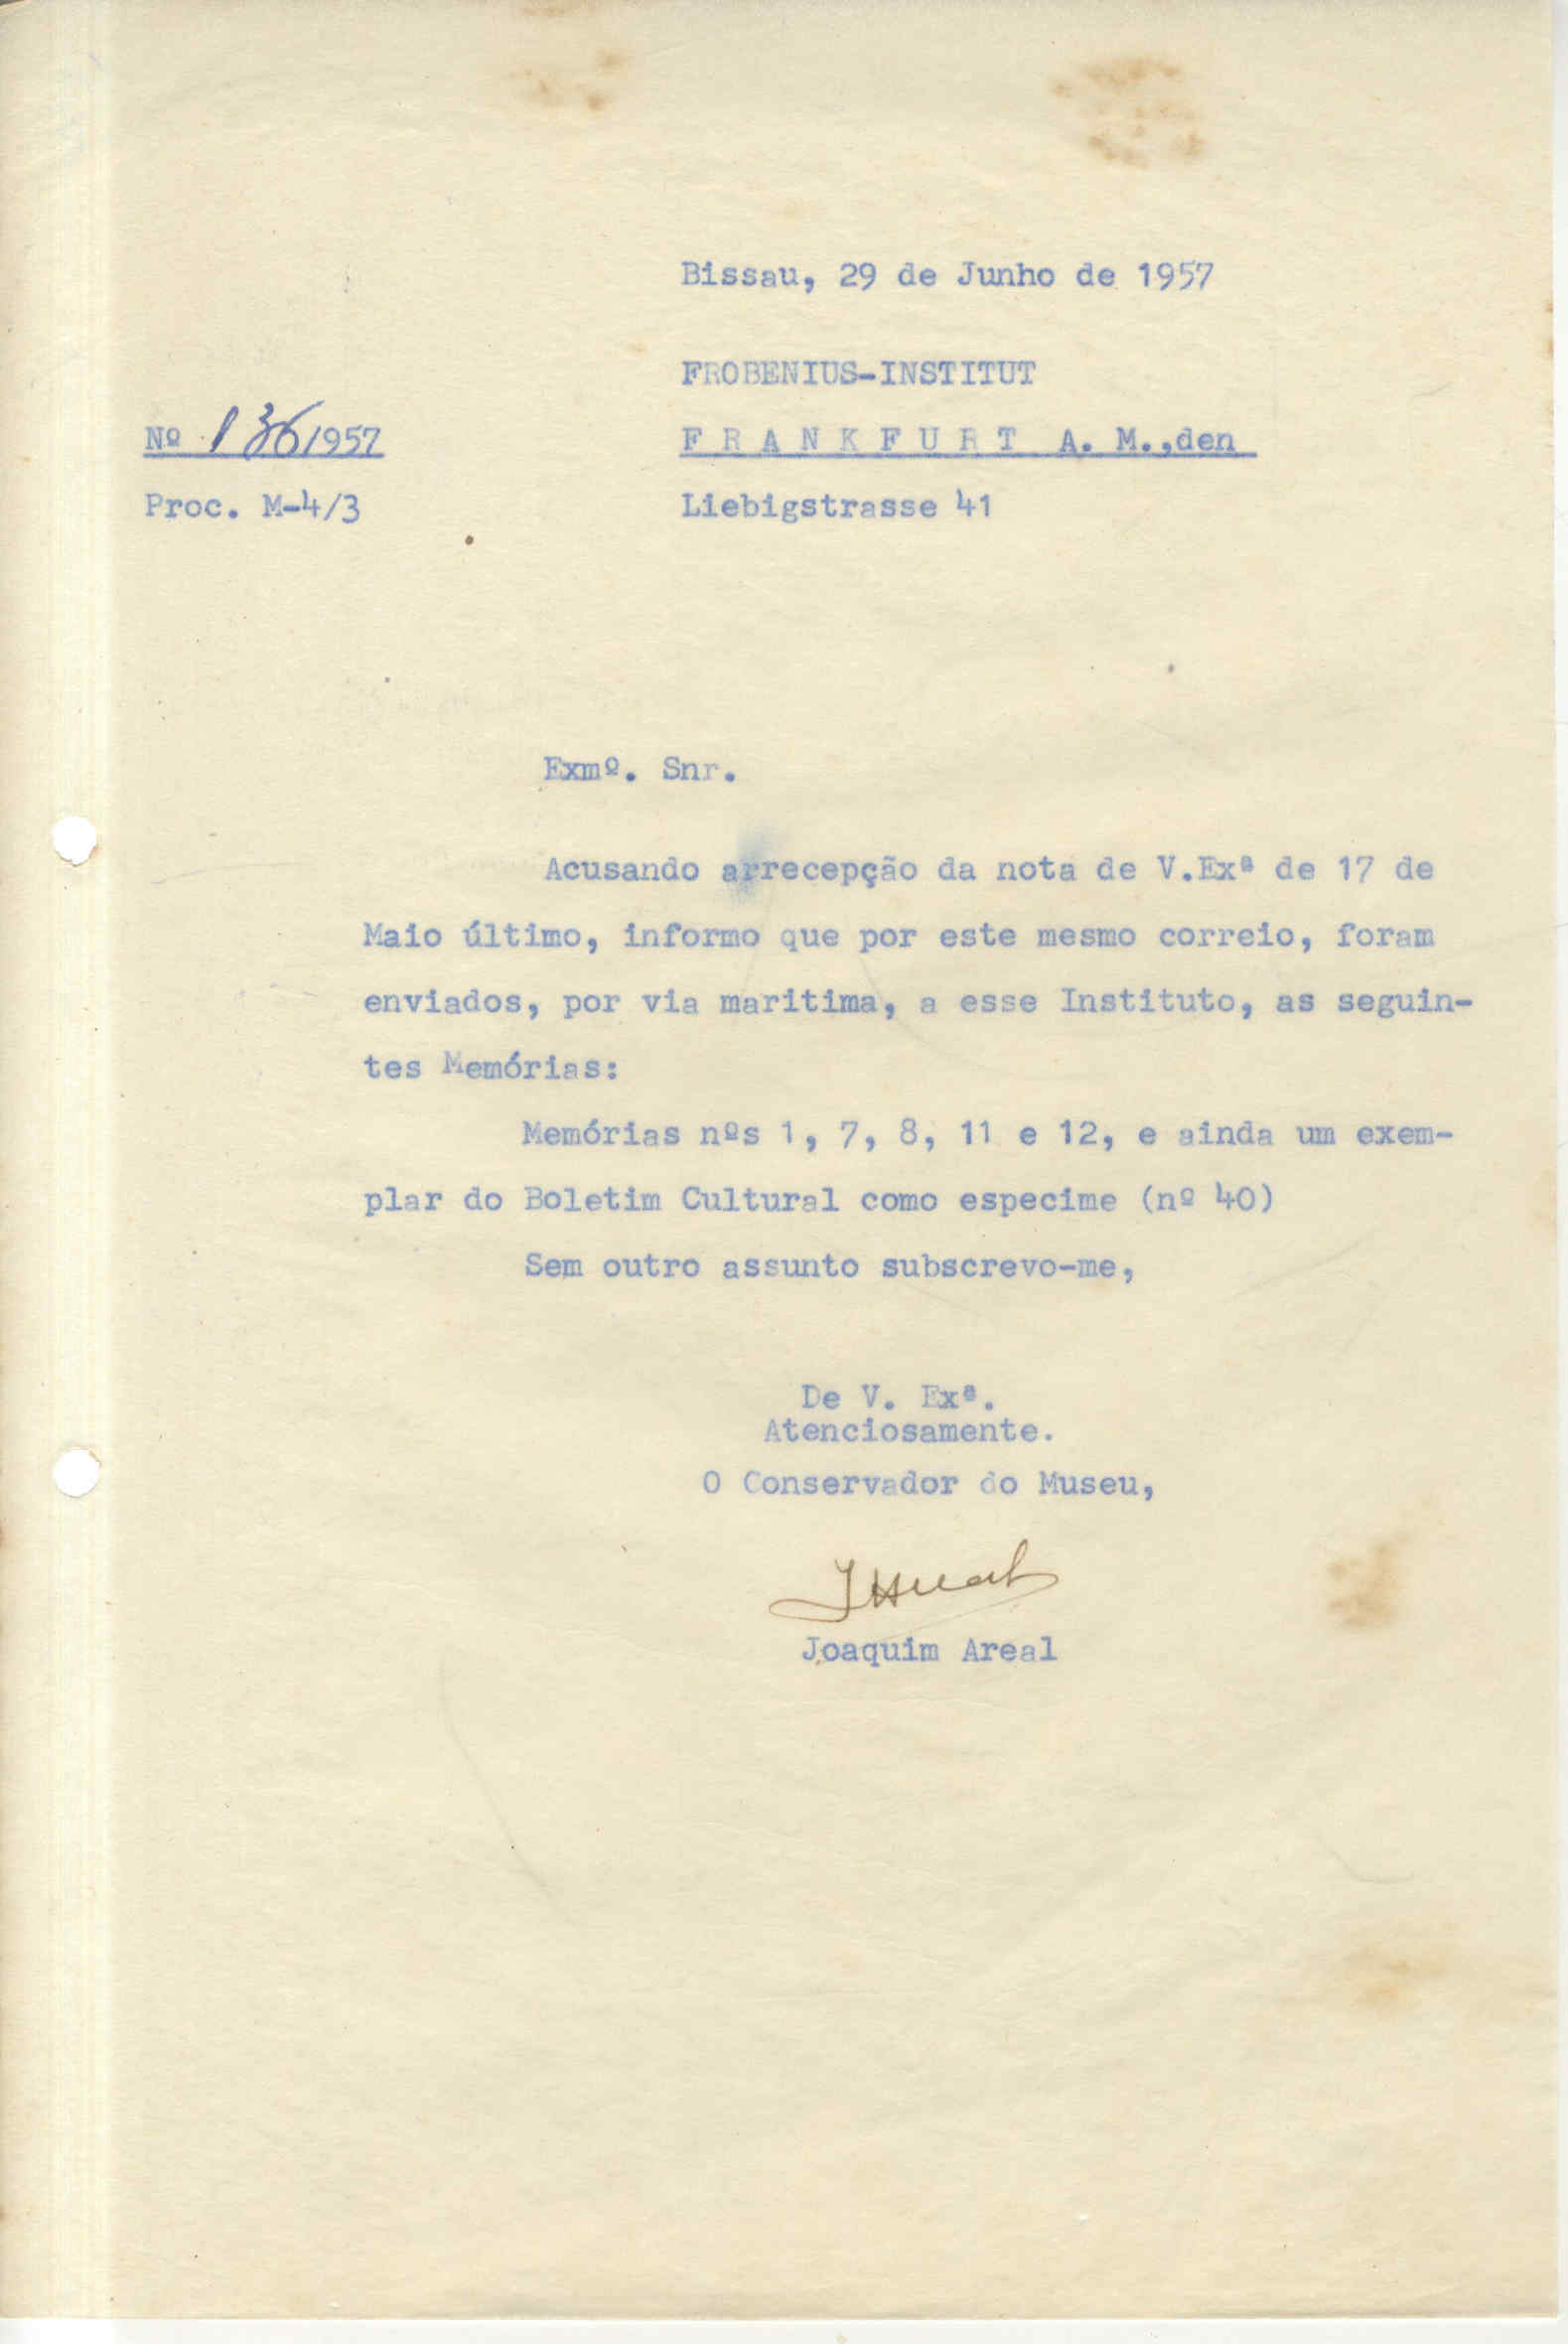 Bissau, 29 de Junho de 1957
FROBENIUS-INSTITUT
Nº 136/1957
FRANKFURT A. M.,den
Proc. M-4/3
Liebigstrasse 41
Exmº. Snr.
Acusando arrecepção da nota de V.Exª de 17 de
Maio último, informo que por este mesmo correio, foram
enviados, por via maritima, a esse Instituto, as seguin-
tes Memórias:
Memórias nºs 1, 7, 8, 11 e 12, e ainda um exem-
plar do Boletim Cultural como especime (nº 40)
Sem outro assunto subscrevo-me,
De V. Exª.
Atenciosamente.
O Conservador do Museu,
Joaquim Areal